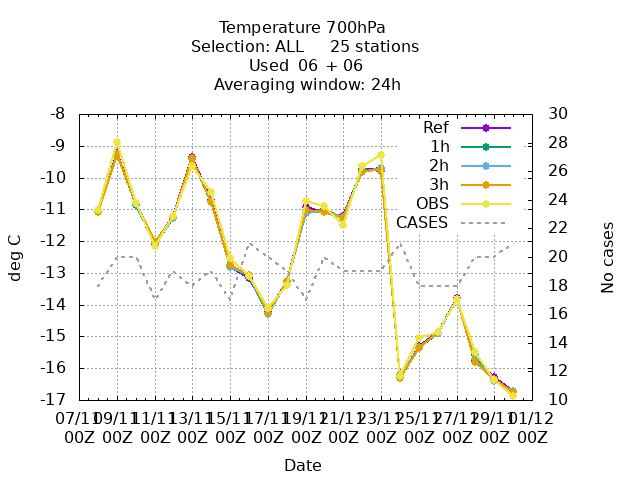 Temperature 700hPa
Selection: ALL 25 stations
Used 06 + 06
Averaging window: 24h
-8
-9
-10
-11
-12
-13
-14
-15
-16
-17
deg C
30
28
26
24
22
20
18
16
14
12
10
No cases
Ref
1h
2h
3h
OBS
CASES
07/11 09/11 11/11 13/11 15/11 17/11 19/11 21/11 23/11 25/11 27/11 29/11 01/12
00Z 00Z 00Z 00Z 00Z 00Z 00Z 00Z 00Z 00Z 00Z 00Z 00Z
Date